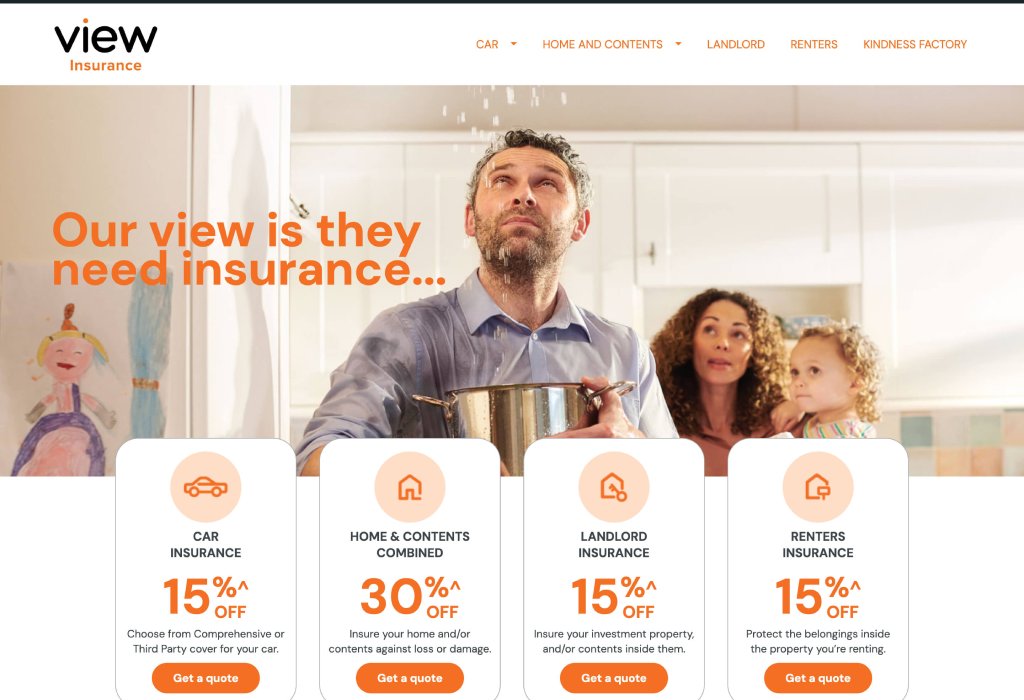 view
Insurance
CAR
HOME AND CONTENTS
LANDLORD
RENTERS
KINDNESS FACTORY
Our view is they
need insurance...
CAR
INSURANCE
15%^
OFF
Choose from Comprehensive or
Third Party cover for your car.
Get a quote
HOME & CONTENTS
COMBINED
30%^
OFF
Insure your home and/or
contents against loss or damage.
Get a quote
LANDLORD
INSURANCE
15%^
OFF
Insure your investment property,
and/or contents inside them.
Get a quote
RENTERS
INSURANCE
15%^
OFF
Protect the belongings inside
the property you're renting.
Get a quote